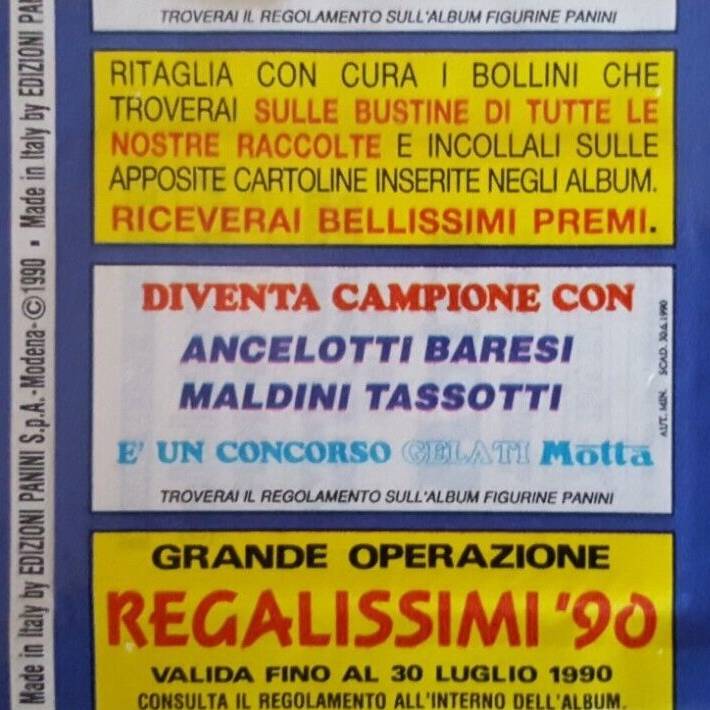 TROVERAI IL REGOLAMENTO SULL'ALBUM FIGURINE PANINI
RITAGLIA CON CURA I BOLLINI CHE
TROVERAI SULLE BUSTINE DI TUTTE LE
NOSTRE RACCOLTE E INCOLLALI SULLE
APPOSITE CARTOLINE INSERITE NEGLI ALBUM.
RICEVERAI BELLISSIMI PREMI.
DIVENTA CAMPIONE CON
ANCELOTTI BARESI
MALDINI TASSOTTI
E' UN CONCORSO GELATI Motta
TROVERAI IL REGOLAMENTO SULL'ALBUM FIGURINE PANINI
AUT. MIN. SCAD. 30.6.1990
GRANDE OPERAZIONE
REGALISSIMI '90
VALIDA FINO AL 30 LUGLIO 1990
CONSULTA IL REGOLAMENTO ALL'INTERNO DELL'ALBUM.
Made in Italy by EDIZIONI PANINI S.p.A.-Modena-©1990 • Made in Italy by EDIZIONI